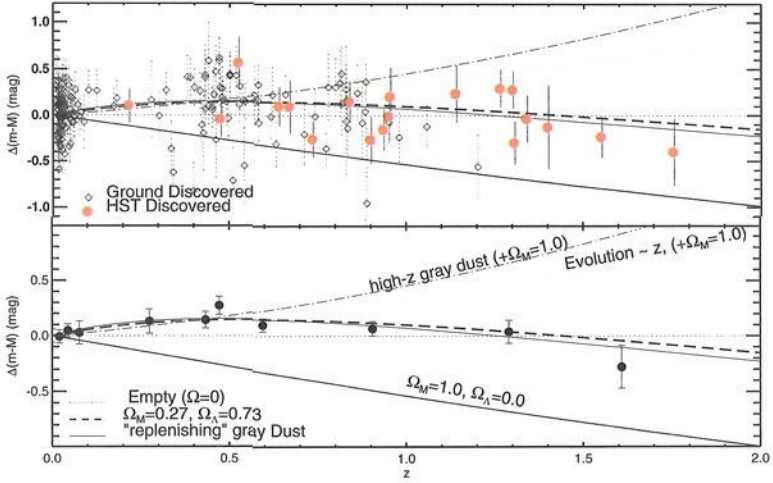 1.0
0.5
0.0
-0.5
-1.0
Δ(m-M) (mag)
Ground Discovered
HST Discovered
0.5
0.0
-0.5
Δ(m-M) (mag)
high-z gray dust (+Ω_M=1.0)
Evolution ~ z, (+Ω_M=1.0)
Ω_M=1.0, Ω_Λ=0.0
Empty (Ω=0)
Ω_M=0.27, Ω_Λ=0.73
"replenishing" gray Dust
0.0 0.5 1.0 1.5 2.0
z